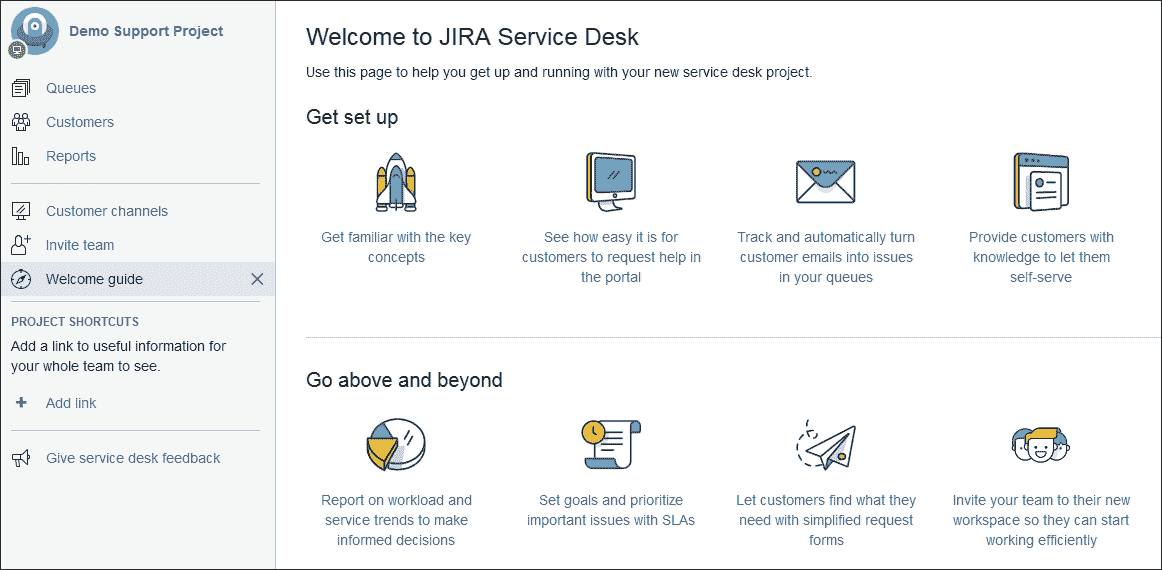 Demo Support Project
Queues
Customers
Reports
Customer channels
Invite team
Welcome guide
PROJECT SHORTCUTS
Add a link to useful information for
your whole team to see.
+ Add link
Give service desk feedback
Welcome to JIRA Service Desk
Use this page to help you get up and running with your new service desk project.
Get set up
Get familiar with the key
concepts
See how easy it is for
customers to request help in
the portal
Track and automatically turn
customer emails into issues
in your queues
Provide customers with
knowledge to let them
self-serve
Go above and beyond
Report on workload and
service trends to make
informed decisions
Set goals and prioritize
important issues with SLAs
Let customers find what they
need with simplified request
forms
Invite your team to their new
workspace so they can start
working efficiently